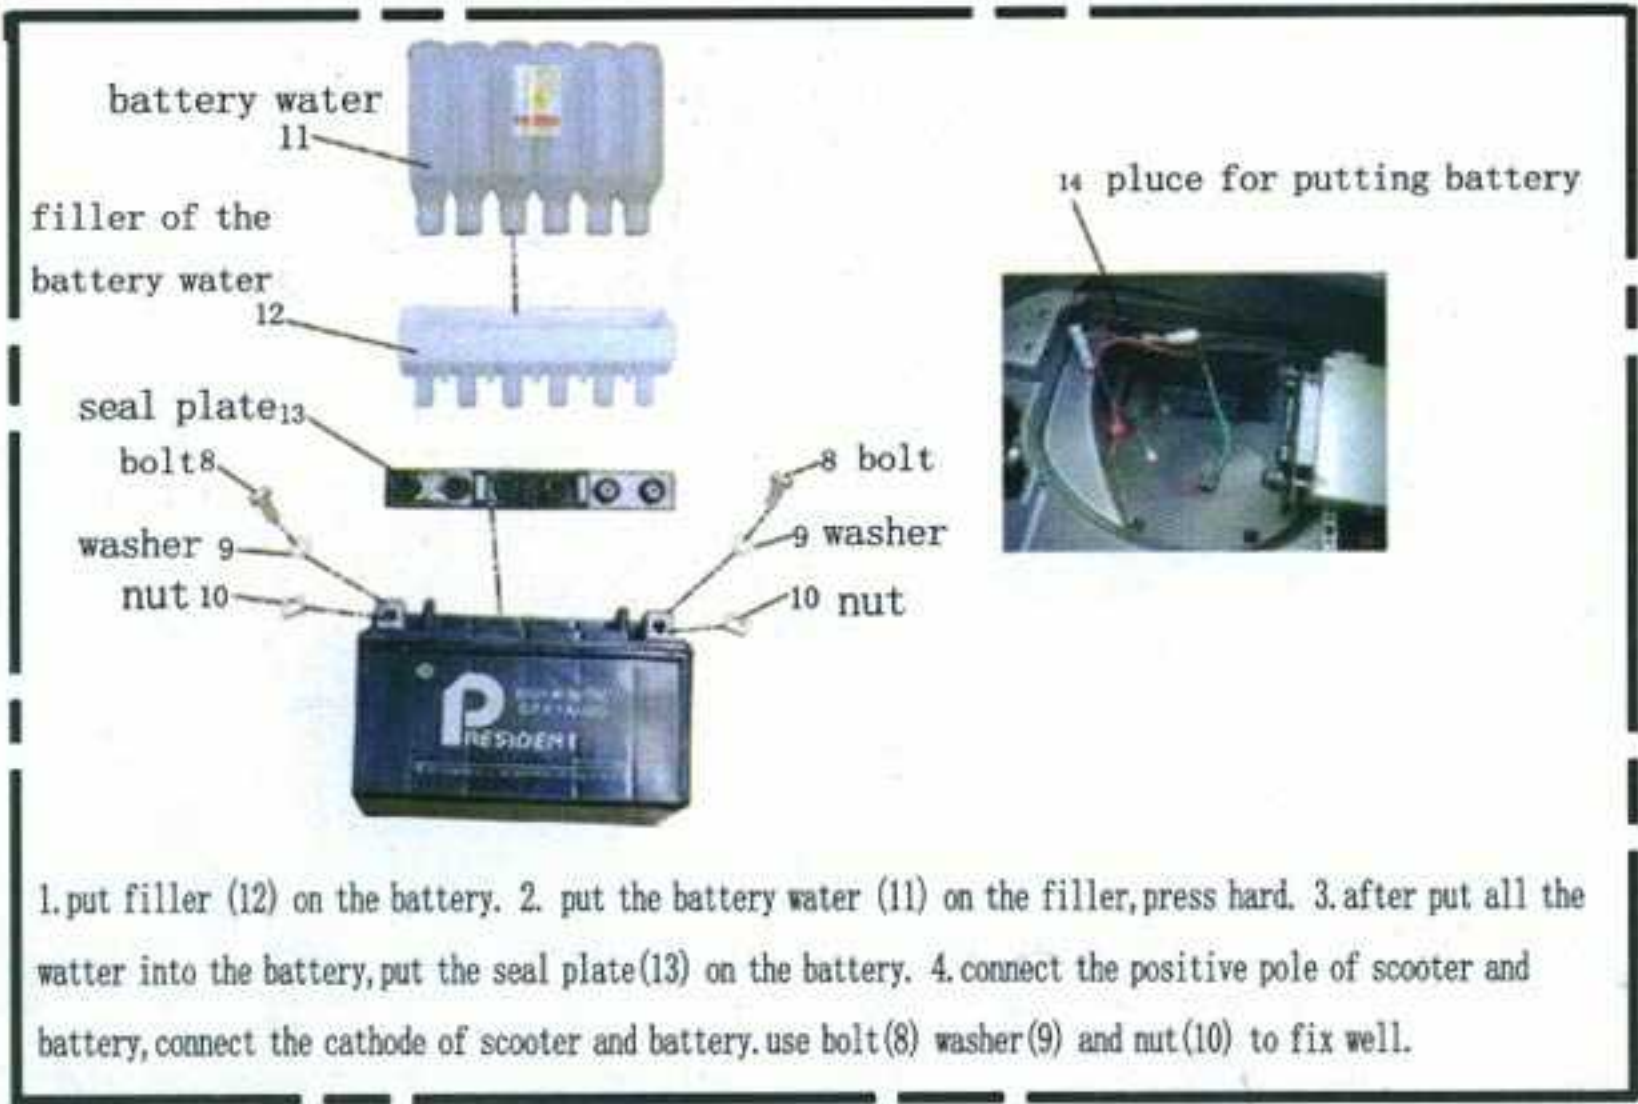 battery water
11
14 pluce for putting battery
filler of the
battery water
12
seal plate13
bolt8
8 bolt
washer 9
9 washer
nut 10
10 nut
PRESIDENT
1.put filler (12) on the battery. 2. put the battery water (11) on the filler,press hard. 3.after put all the
watter into the battery,put the seal plate(13) on the battery. 4.connect the positive pole of scooter and
battery,connect the cathode of scooter and battery.use bolt(8) washer(9) and nut(10) to fix well.